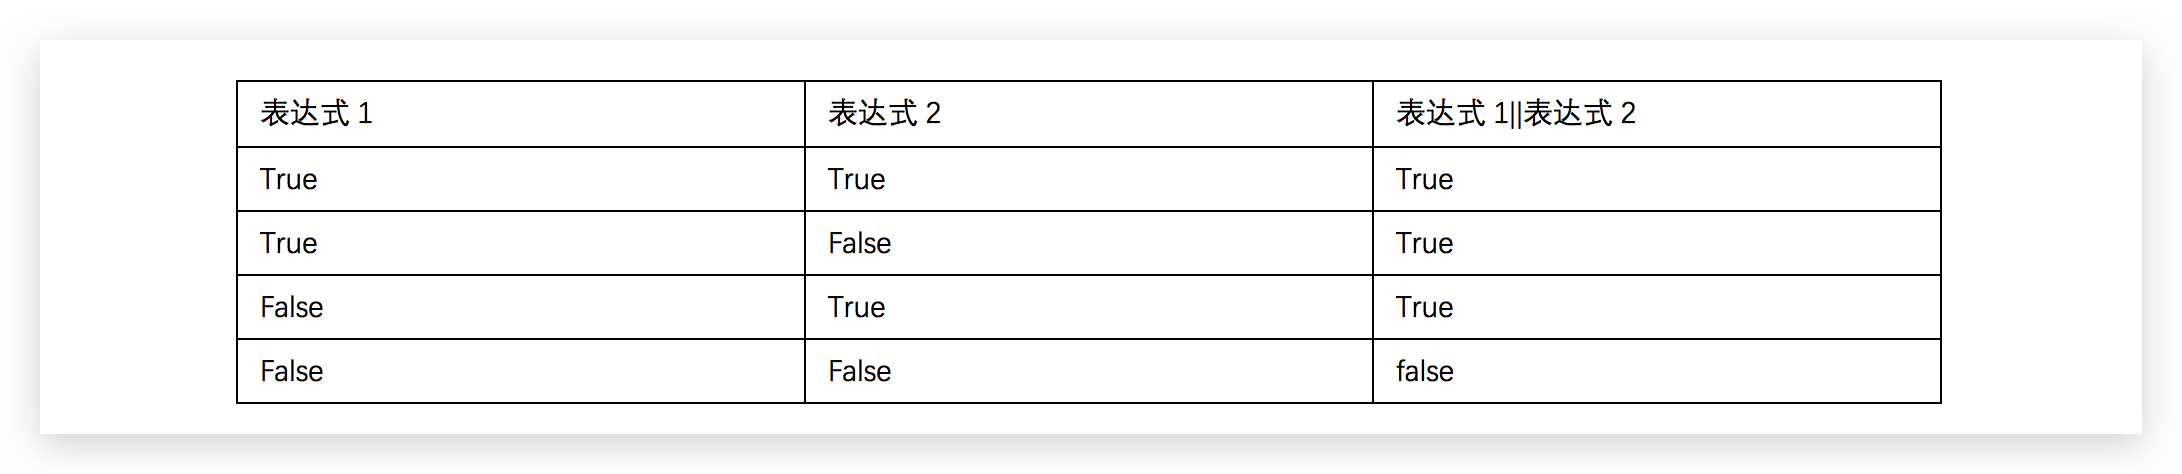 表达式 1 表达式 2 表达式 1||表达式 2
True True True
True False True
False True True
False False false